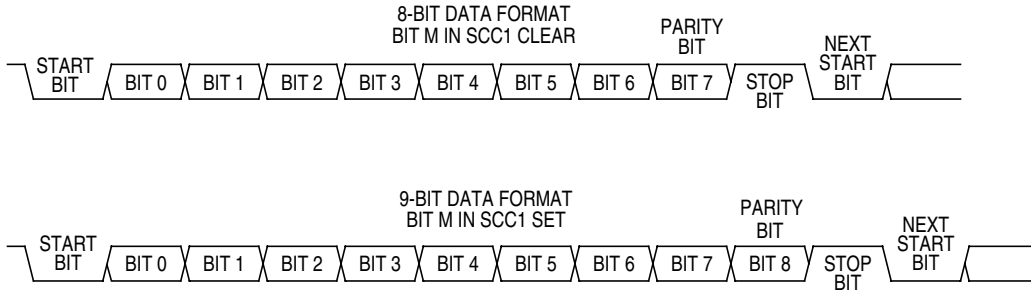 8-BIT DATA FORMAT
BIT M IN SCC1 CLEAR
PARITY
BIT
NEXT
START
BIT
START
BIT
BIT 0
BIT 1
BIT 2
BIT 3
BIT 4
BIT 5
BIT 6
BIT 7
STOP
BIT
9-BIT DATA FORMAT
BIT M IN SCC1 SET
PARITY
BIT
NEXT
START
BIT
START
BIT
BIT 0
BIT 1
BIT 2
BIT 3
BIT 4
BIT 5
BIT 6
BIT 7
BIT 8
STOP
BIT